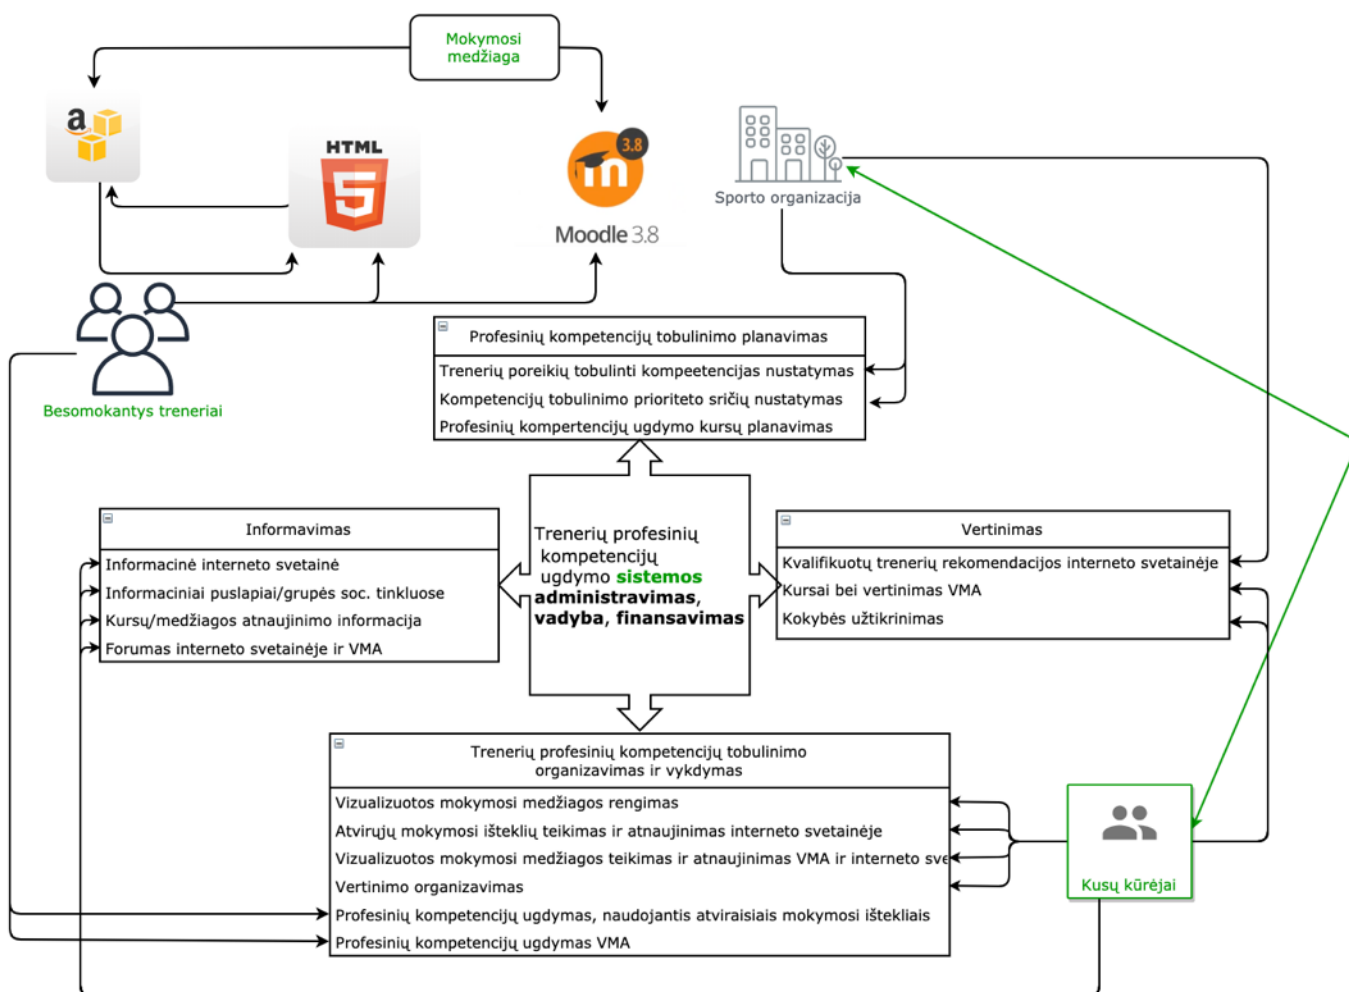 Mokymosi
medžiaga
a
HTML
5
3.8
m
Moodle 3.8
Sporto organizacija
Besomokantys treneriai
Profesinių kompetencijų tobulinimo planavimas
Trenerių poreikių tobulinti kompeetencijas nustatymas
Kompetencijų tobulinimo prioriteto sričių nustatymas
Profesinių kompertencijų ugdymo kursų planavimas
Informavimas
Informacinė interneto svetainė
Informaciniai puslapiai/grupės soc. tinkluose
Kursų/medžiagos atnaujinimo informacija
Forumas interneto svetainėje ir VMA
Trenerių profesinių
kompetencijų
ugdymo sistemos
administravimas,
vadyba, finansavimas
Vertinimas
Kvalifikuotų trenerių rekomendacijos interneto svetainėje
Kursai bei vertinimas VMA
Kokybės užtikrinimas
Trenerių profesinių kompetencijų tobulinimo
organizavimas ir vykdymas
Vizualizuotos mokymosi medžiagos rengimas
Atvirųjų mokymosi išteklių teikimas ir atnaujinimas interneto svetainėje
Vizualizuotos mokymosi medžiagos teikimas ir atnaujinimas VMA ir interneto sve
Vertinimo organizavimas
Profesinių kompetencijų ugdymas, naudojantis atviraisiais mokymosi ištekliais
Profesinių kompetencijų ugdymas VMA
Kusų kūrėjai